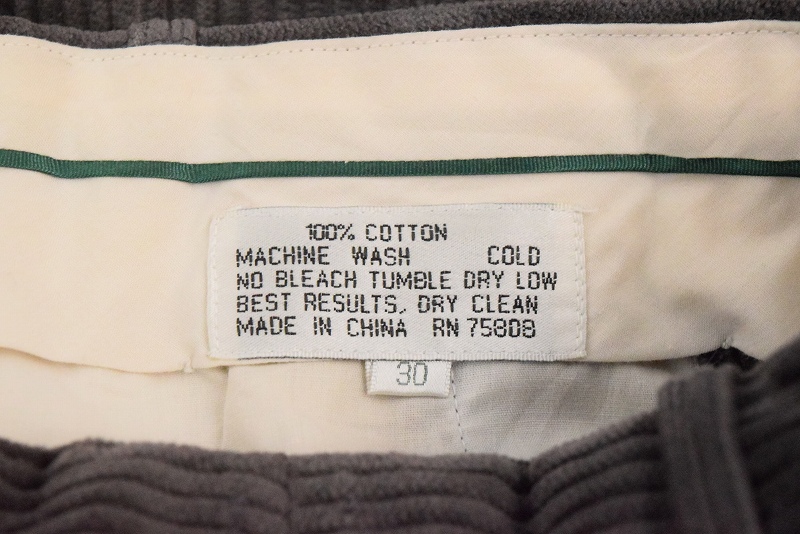 100% COTTON
MACHINE WASH COLD
NO BLEACH TUMBLE DRY LOW
BEST RESULTS, DRY CLEAN
MADE IN CHINA RN 75808
30